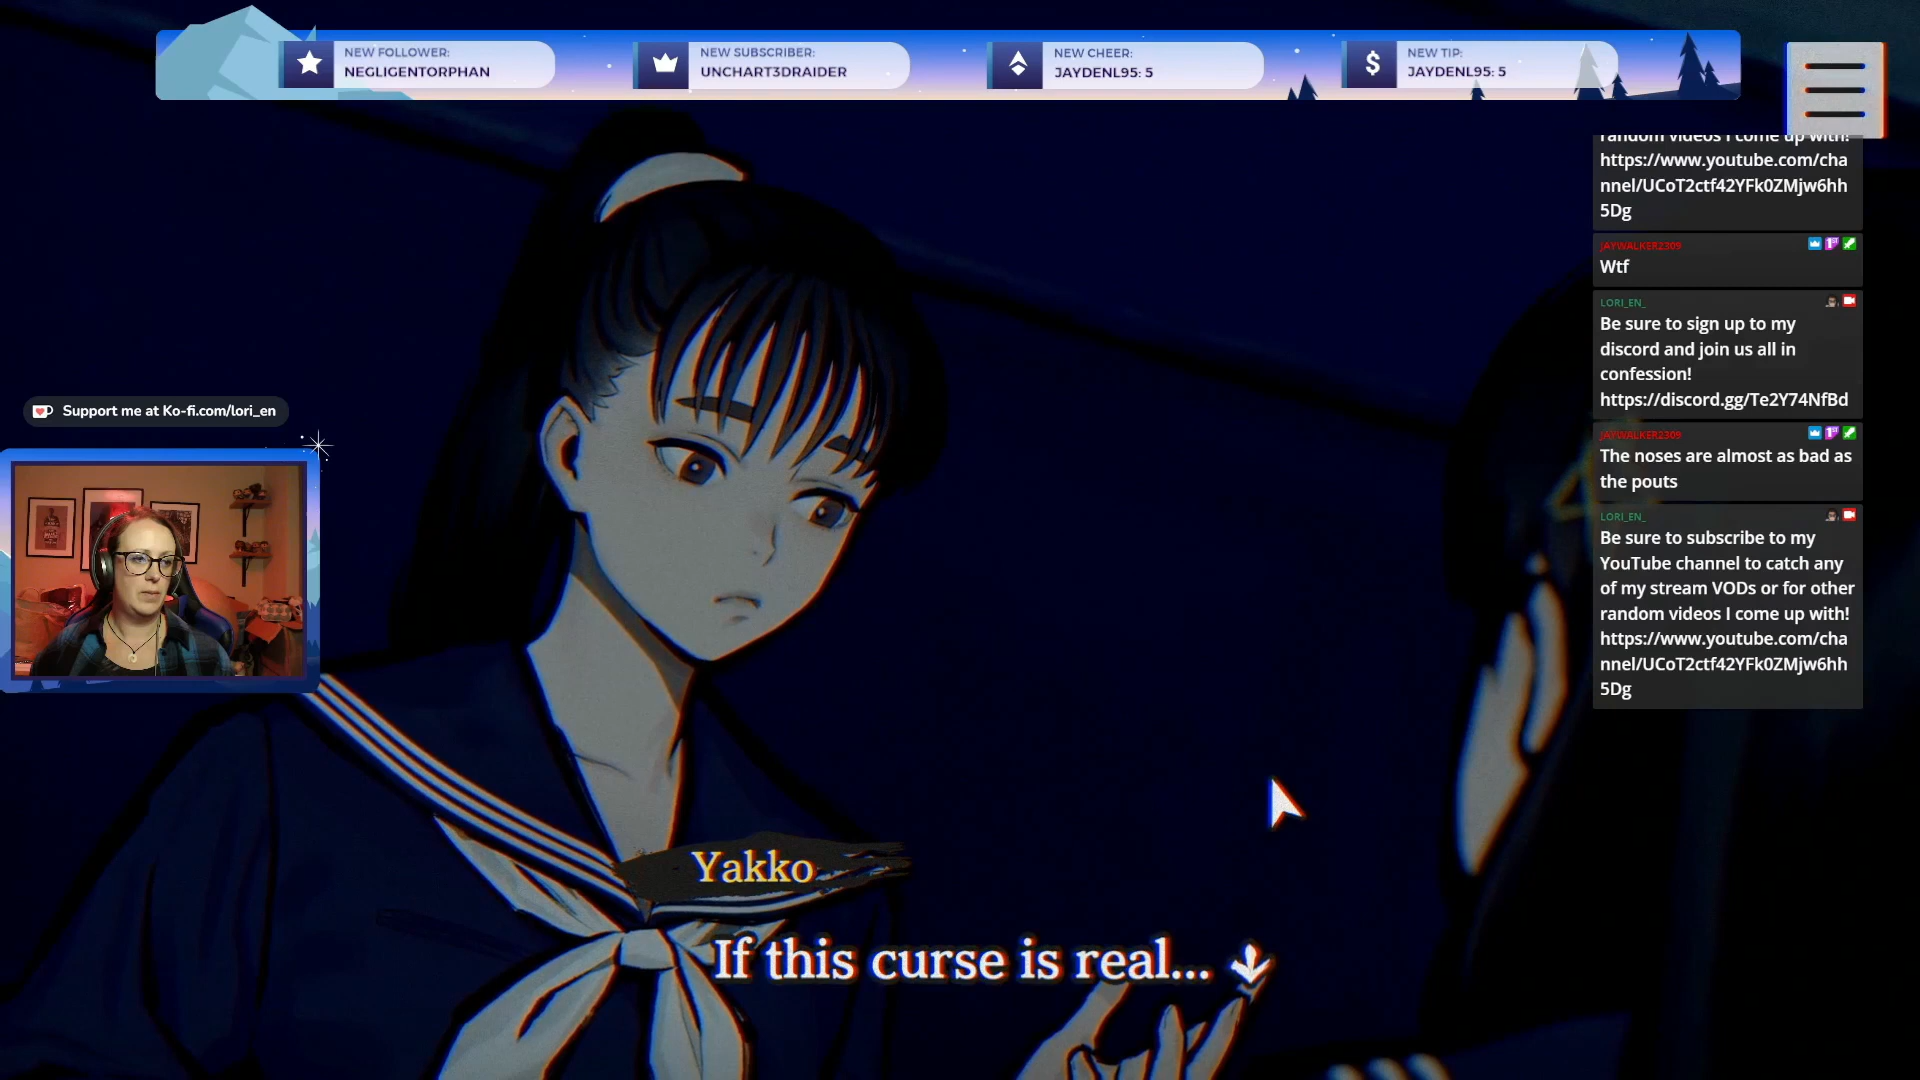 NEW FOLLOWER:
NEGLIGENTORPHAN
NEW SUBSCRIBER:
UNCHART3DRAIDER
NEW CHEER:
JAYDENL95: 5
NEW TIP:
JAYDENL95: 5
random videos I come up with!
https://www.youtube.com/cha
nnel/UCoT2ctf42YFk0ZMjw6hh
5Dg
JAYWALKER2309
Wtf
LORI_EN_
Be sure to sign up to my
discord and join us all in
confession!
https://discord.gg/Te2Y74NfBd
JAYWALKER2309
The noses are almost as bad as
the pouts
LORI_EN_
Be sure to subscribe to my
YouTube channel to catch any
of my stream VODs or for other
random videos I come up with!
https://www.youtube.com/cha
nnel/UCoT2ctf42YFk0ZMjw6hh
5Dg
Support me at Ko-fi.com/lori_en
Yakko
If this curse is real...